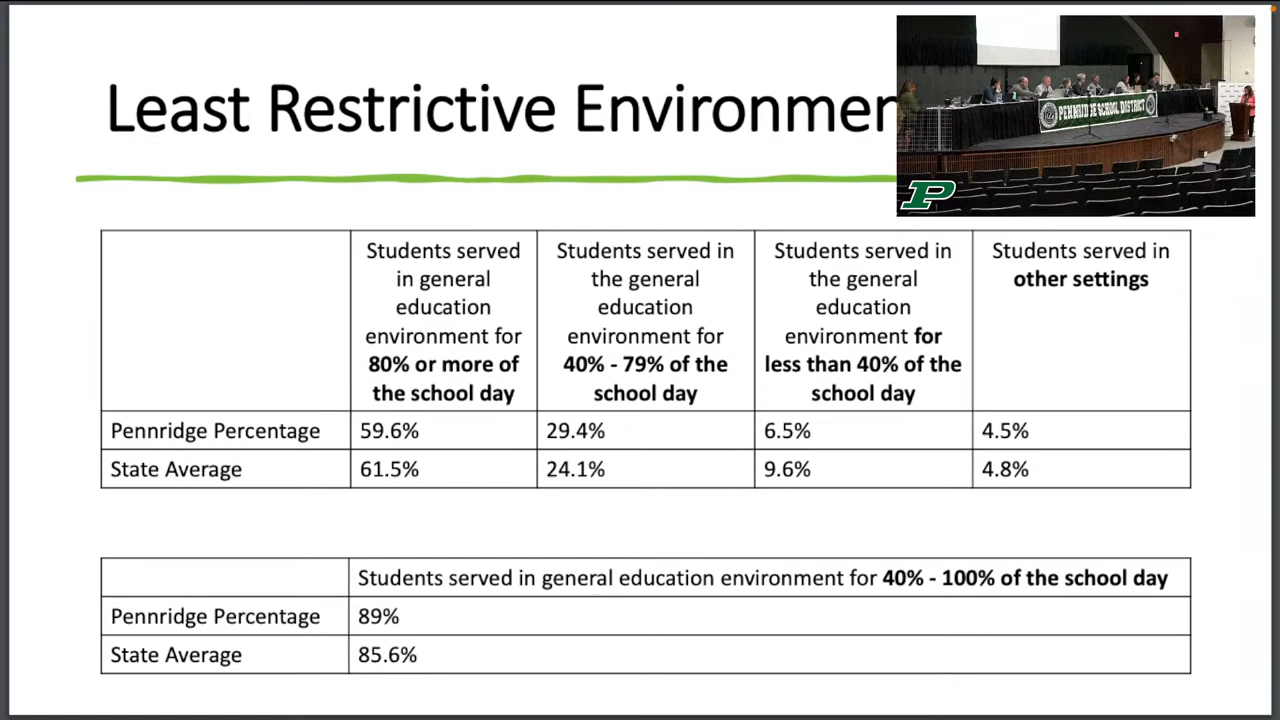 Least Restrictive Environmen
PENNRIDGE SCHOOL DISTRICT
P
Students served
in general
education
environment for
80% or more of
the school day
Students served in
the general
education
environment for
40% - 79% of the
school day
Students served in
the general
education
environment for
less than 40% of the
school day
Students served in
other settings
Pennridge Percentage 59.6% 29.4% 6.5% 4.5%
State Average 61.5% 24.1% 9.6% 4.8%
Students served in general education environment for 40% - 100% of the school day
Pennridge Percentage 89%
State Average 85.6%